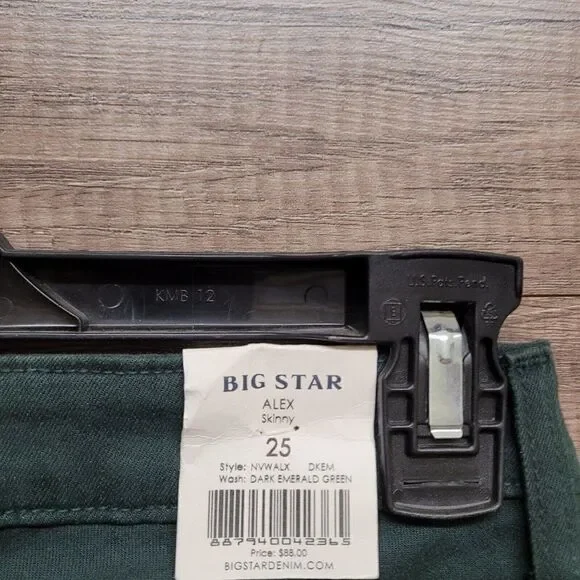 U.S. Pats. Pend.
KMB 12
BIG STAR
ALEX
Skinny
25
Style: NVWALX DKEM
Wash: DARK EMERALD GREEN
887940042365
Price: $88.00
BIGSTARDENIM.COM